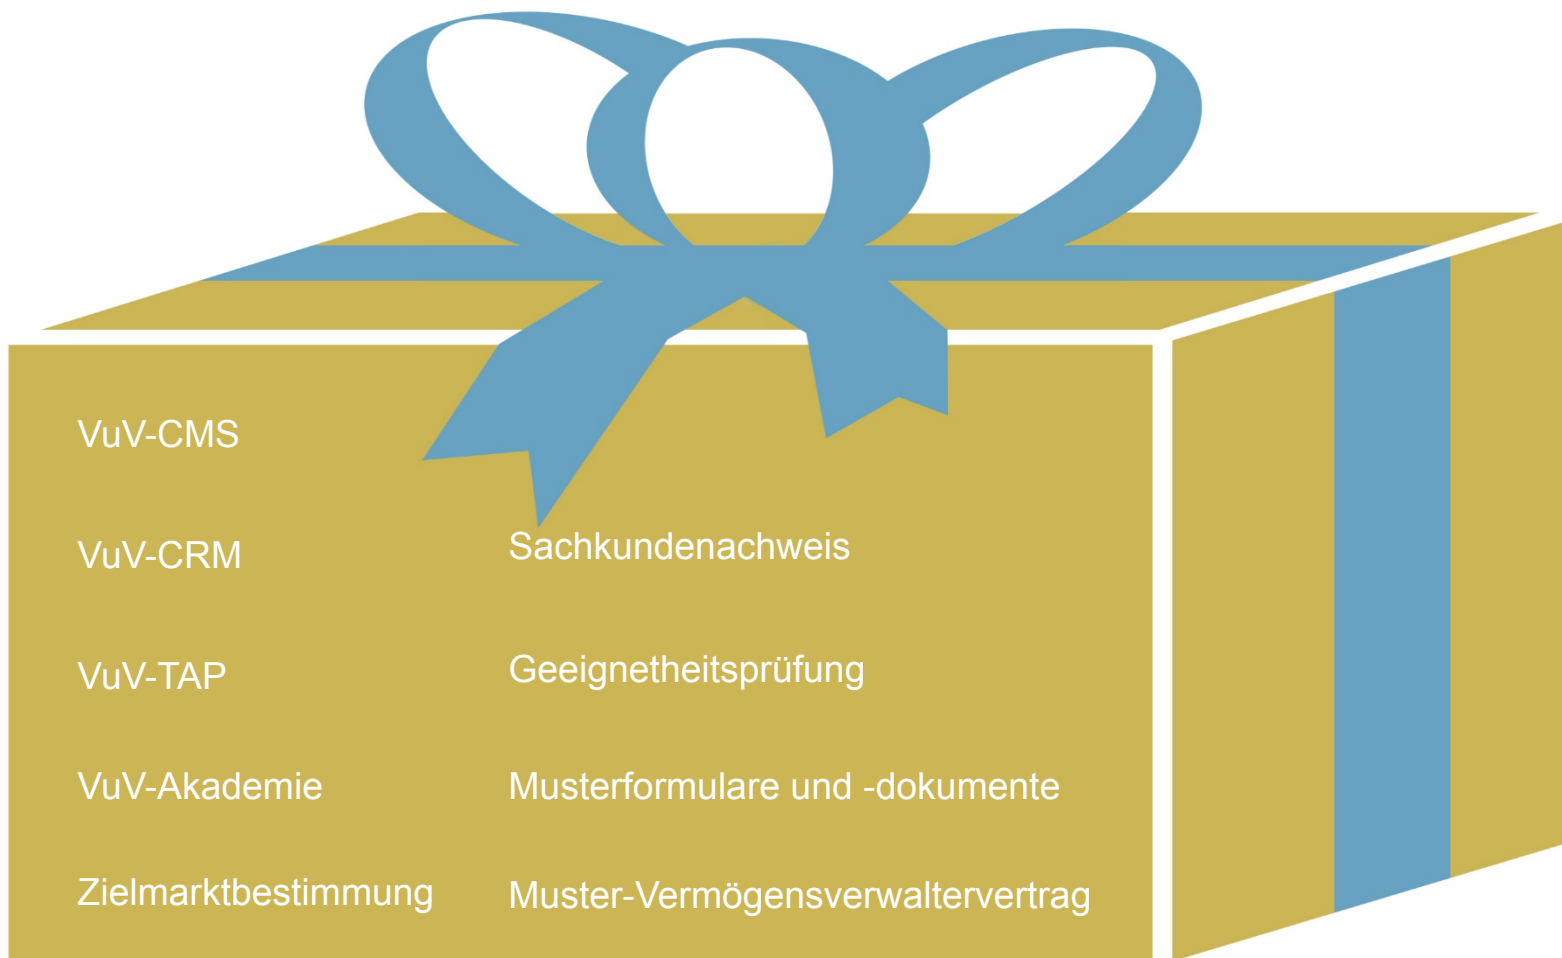 VuV-CMS
VuV-CRM
VuV-TAP
VuV-Akademie
Zielmarktbestimmung
Sachkundenachweis
Geeignetheitsprüfung
Musterformulare und -dokumente
Muster-Vermögensverwaltervertrag